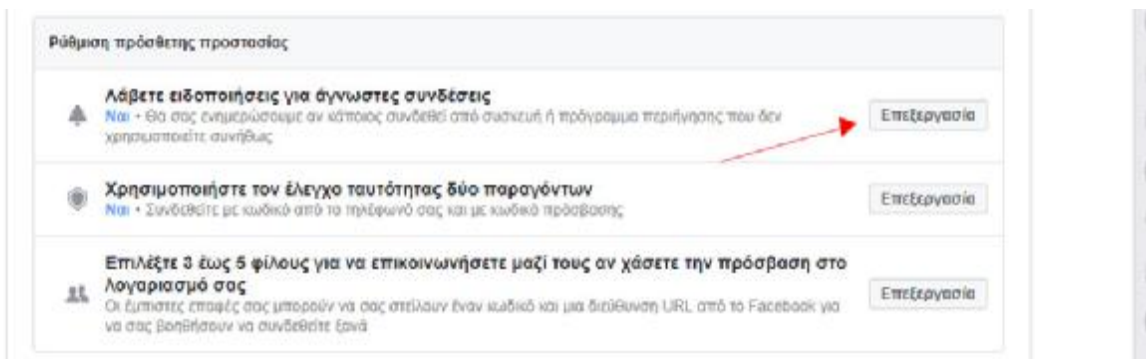 Ρύθμιση πρόσθετης προστασίας
Λάβετε ειδοποιήσεις για άγνωστες συνδέσεις
Ναι • Θα σας ενημερώσουμε αν κάποιος συνδεθεί από συσκευή ή πρόγραμμα περιήγησης που δεν
χρησιμοποιείτε συνήθως
Επεξεργασία
Χρησιμοποιήστε τον έλεγχο ταυτότητας δύο παραγόντων
Ναι • Συνδεθείτε με κωδικό από το τηλέφωνό σας και με κωδικό πρόσβασης
Επεξεργασία
Επιλέξτε 3 έως 5 φίλους για να επικοινωνήσετε μαζί τους αν χάσετε την πρόσβαση στο
λογαριασμό σας
Οι έμπιστες επαφές σας μπορούν να σας στείλουν έναν κωδικό και μια διεύθυνση URL από το Facebook για
να σας βοηθήσουν να συνδεθείτε ξανά
Επεξεργασία